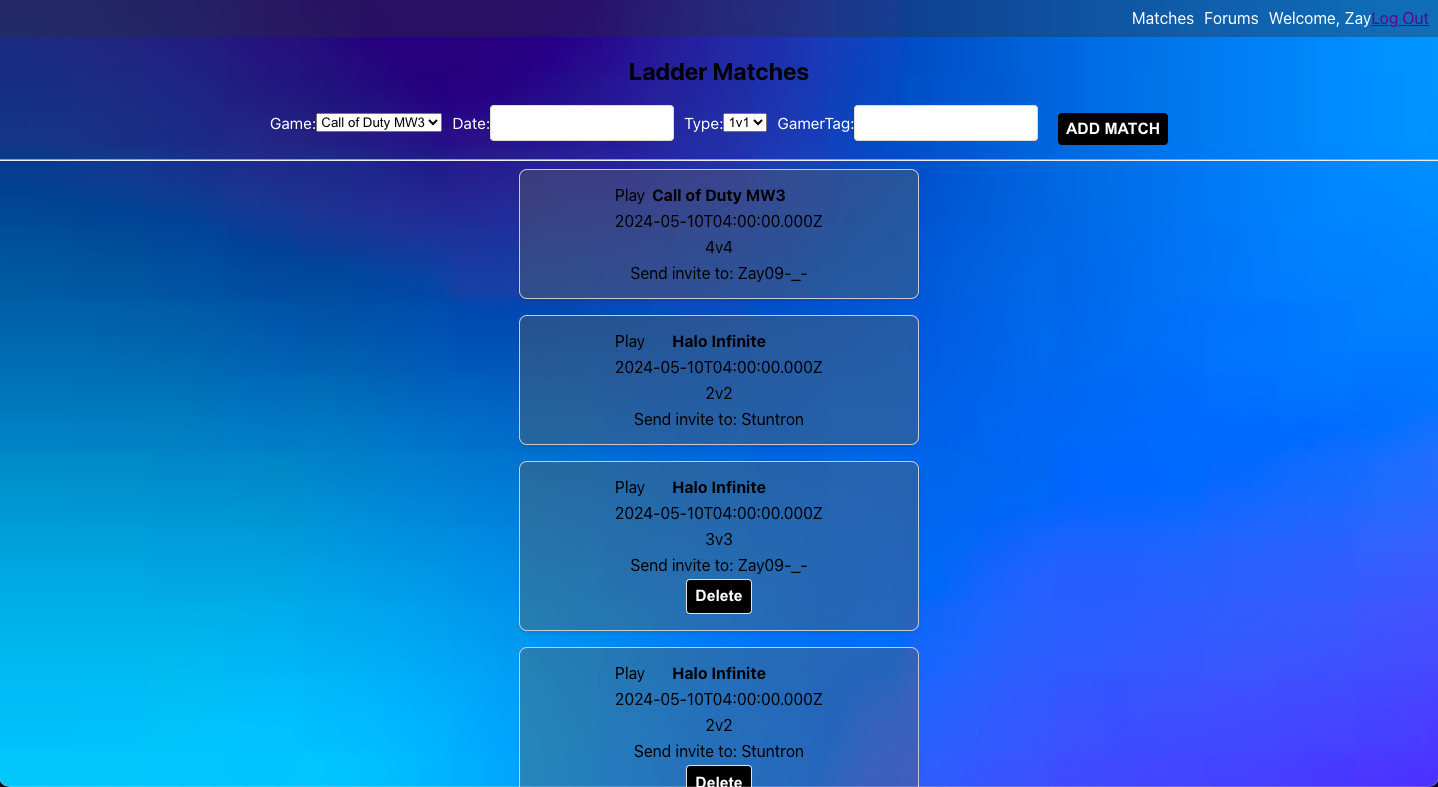 Matches Forums Welcome, ZayLog Out
Ladder Matches
Game: Call of Duty MW3 Date: Type: 1v1 GamerTag: ADD MATCH
Play Call of Duty MW3
2024-05-10T04:00:00.000Z
4v4
Send invite to: Zay09-_-
Play Halo Infinite
2024-05-10T04:00:00.000Z
2v2
Send invite to: Stuntron
Play Halo Infinite
2024-05-10T04:00:00.000Z
3v3
Send invite to: Zay09-_-
Delete
Play Halo Infinite
2024-05-10T04:00:00.000Z
2v2
Send invite to: Stuntron
Delete